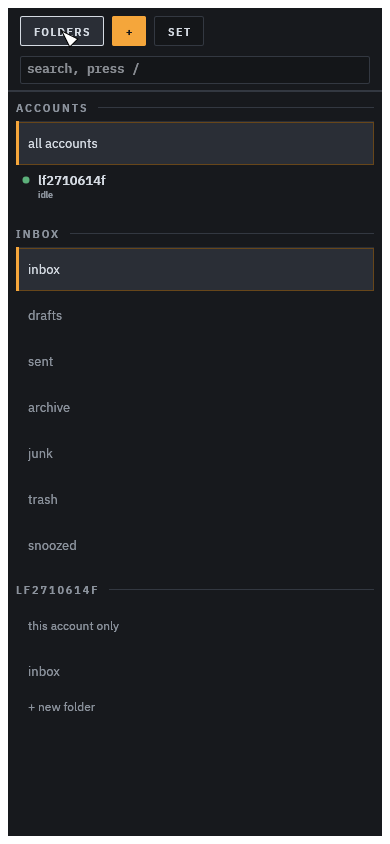 FOLDERS + SET
search, press /
ACCOUNTS
all accounts
lf2710614f
idle
INBOX
inbox
drafts
sent
archive
junk
trash
snoozed
LF2710614F
this account only
inbox
+ new folder